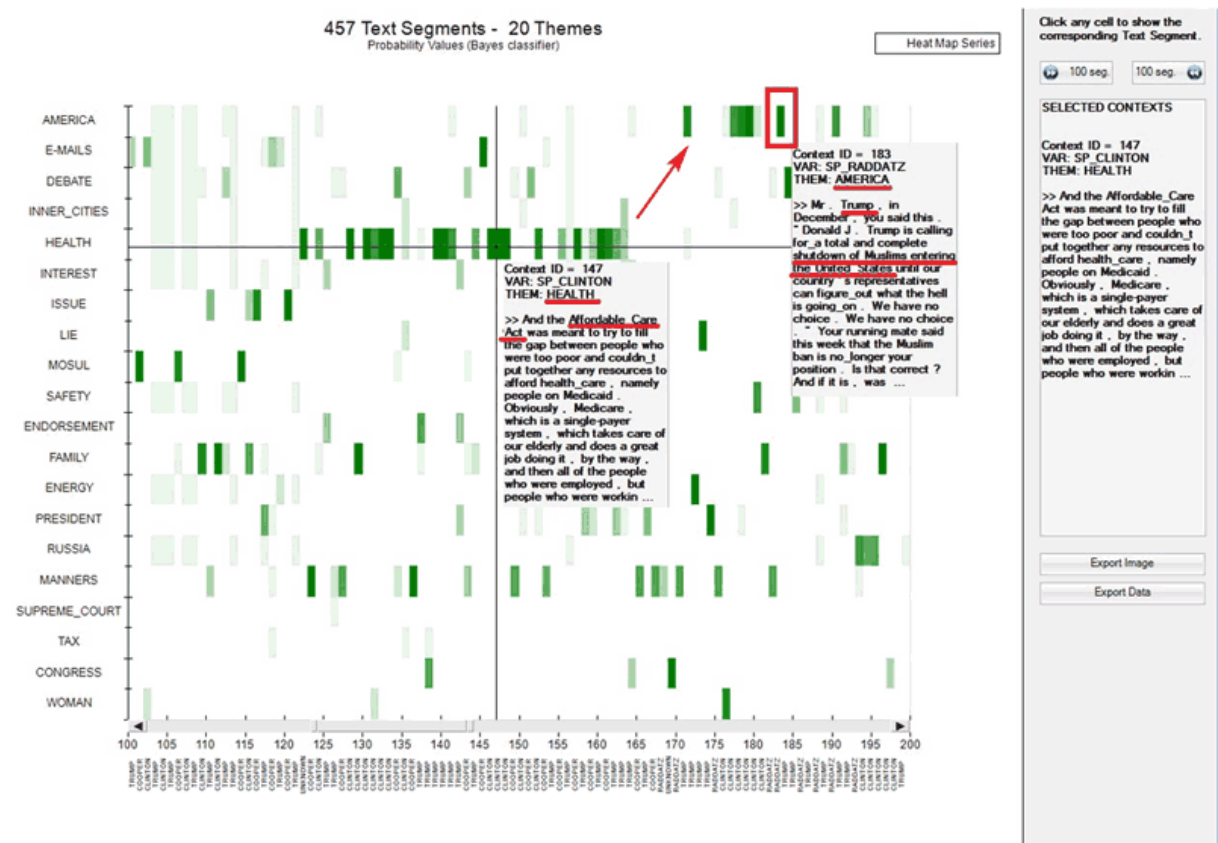 457 Text Segments - 20 Themes
Probability Values (Bayes classifier)
Heat Map Series
AMERICA
E-MAILS
DEBATE
INNER_CITIES
HEALTH
INTEREST
ISSUE
LIE
MOSUL
SAFETY
ENDORSEMENT
FAMILY
ENERGY
PRESIDENT
RUSSIA
MANNERS
SUPREME_COURT
TAX
CONGRESS
WOMAN
Context ID = 147
VAR: SP_CLINTON
THEM: HEALTH
>> And the Affordable_Care
Act was meant to try to fill
the gap between people who
were too poor and couldn_t
put together any resources to
afford health_care , namely
people on Medicaid .
Obviously , Medicare ,
which is a single-payer
system , which takes care of
our elderly and does a great
job doing it , by the way ,
and then all of the people
who were employed , but
people who were workin ...
Context ID = 183
VAR: SP_RADDATZ
THEM: AMERICA
>> Mr . Trump , in
December , you said this .
" Donald J . Trump is calling
for_a total and complete
shutdown of Muslims entering
the United_States until our
country ' s representatives
can figure_out what the hell
is going_on . We have no
choice . We have no choice
. " Your running mate said
this week that the Muslim
ban is no_longer your
position . Is that correct ?
And if it is , was ...
100 105 110 115 120 125 130 135 140 145 150 155 160 165 170 175 180 185 190 195 200
Click any cell to show the
corresponding Text Segment.
100 seg.
100 seg.
SELECTED CONTEXTS
Context ID = 147
VAR: SP_CLINTON
THEM: HEALTH
>> And the Affordable_Care
Act was meant to try to fill
the gap between people who
were too poor and couldn_t
put together any resources to
afford health_care , namely
people on Medicaid .
Obviously , Medicare ,
which is a single-payer
system , which takes care of
our elderly and does a great
job doing it , by the way ,
and then all of the people
who were employed , but
people who were workin ...
Export Image
Export Data